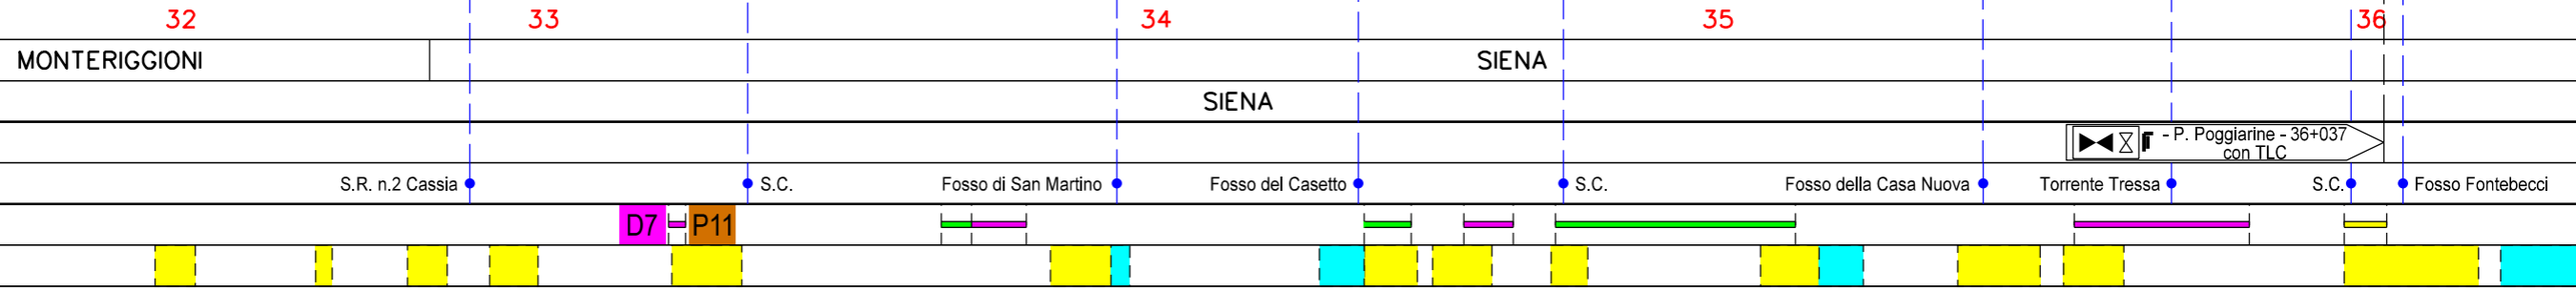 32 33 34 35 36
MONTERIGGIONI SIENA
SIENA
- P. Poggiarine - 36+037
con TLC
S.R. n.2 Cassia S.C. Fosso di San Martino Fosso del Casetto S.C. Fosso della Casa Nuova Torrente Tressa S.C. Fosso Fontebecci
D7 P11